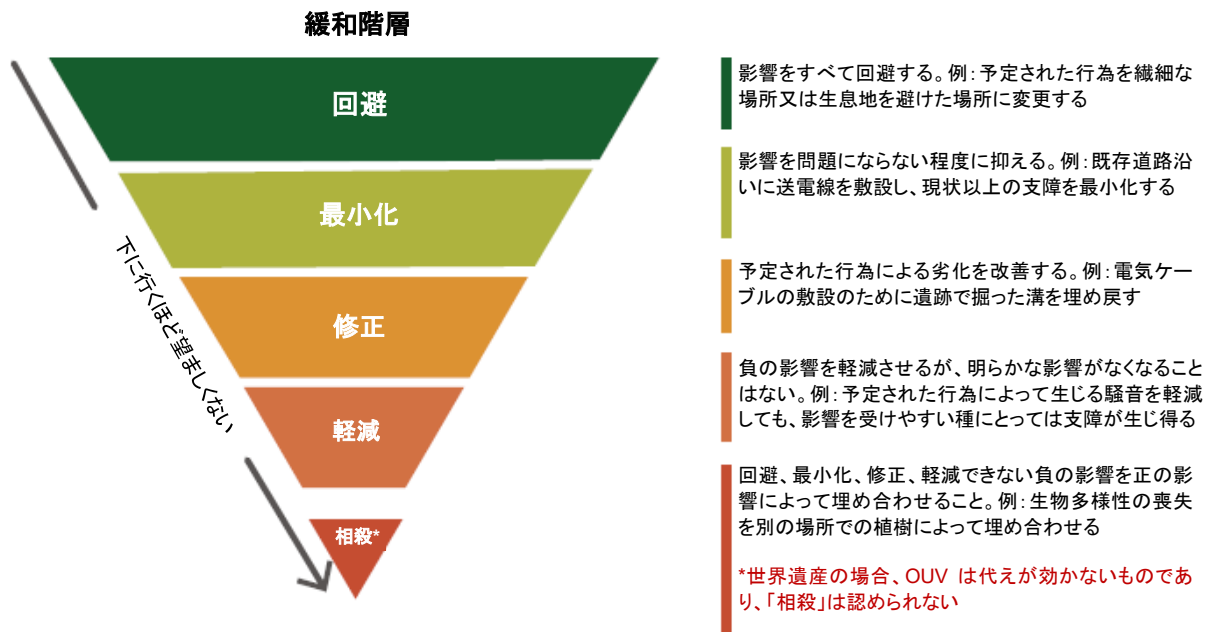 緩和階層
回避
影響をすべて回避する。例：予定された行為を繊細な
場所又は生息地を避けた場所に変更する
最小化
影響を問題にならない程度に抑える。例：既存道路沿
いに送電線を敷設し、現状以上の支障を最小化する
下に行くほど望ましくない
修正
予定された行為による劣化を改善する。例：電気ケー
ブルの敷設のために遺跡で掘った溝を埋め戻す
軽減
負の影響を軽減させるが、明らかな影響がなくなること
はない。例：予定された行為によって生じる騒音を軽減
しても、影響を受けやすい種にとっては支障が生じ得る
相殺*
回避、最小化、修正、軽減できない負の影響を正の影
響によって埋め合わせること。例：生物多様性の喪失
を別の場所での植樹によって埋め合わせる
*世界遺産の場合、OUV は代えが効かないものであ
り、「相殺」は認められない